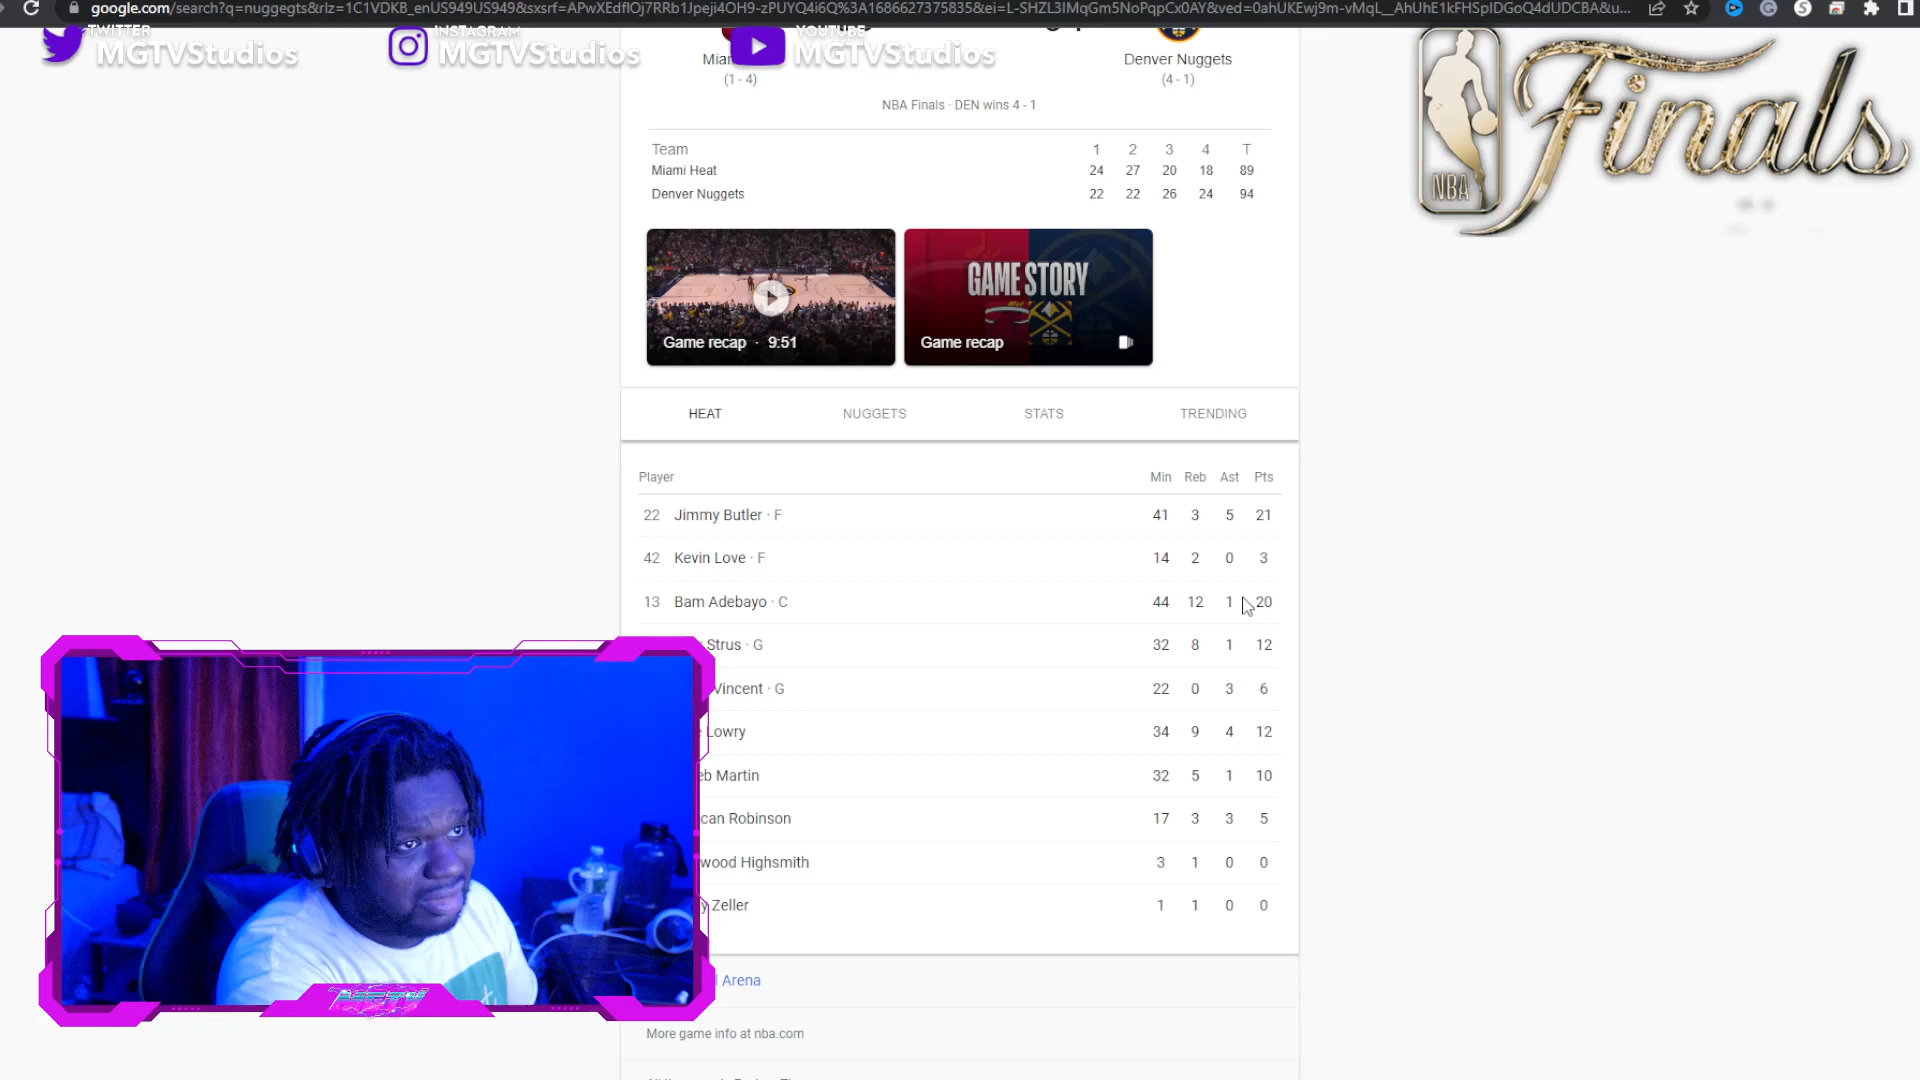 google.com/search?q=nuggegts&rlz=1C1VDKB_enUS949US949&sxsrf=APwXEdflOj7RRb1Jpeji4OH9-zPUYQ4i6Q%3A1686627375835&ei=L-SHZL3IMqGm5NoPqpCx0AY&ved=0ahUKEwj9m-vMqL__AhUhE1kFHSpIDGoQ4dUDCBA&u...
TWITTER
MGTVStudios
INSTAGRAM
MGTVStudios
YOUTUBE
MGTVStudios
NBA Finals
Denver Nuggets
(1 - 4)
(4 - 1)
NBA Finals · DEN wins 4 - 1
Team 1 2 3 4 T
Miami Heat 24 27 20 18 89
Denver Nuggets 22 22 26 24 94
GAME STORY
Game recap · 9:51
Game recap
HEAT NUGGETS STATS TRENDING
Player Min Reb Ast Pts
22 Jimmy Butler · F 41 3 5 21
42 Kevin Love · F 14 2 0 3
13 Bam Adebayo · C 44 12 1 20
Strus · G 32 8 1 12
Vincent · G 22 0 3 6
Lowry 34 9 4 12
eb Martin 32 5 1 10
can Robinson 17 3 3 5
wood Highsmith 3 1 0 0
y Zeller 1 1 0 0
Arena
More game info at nba.com